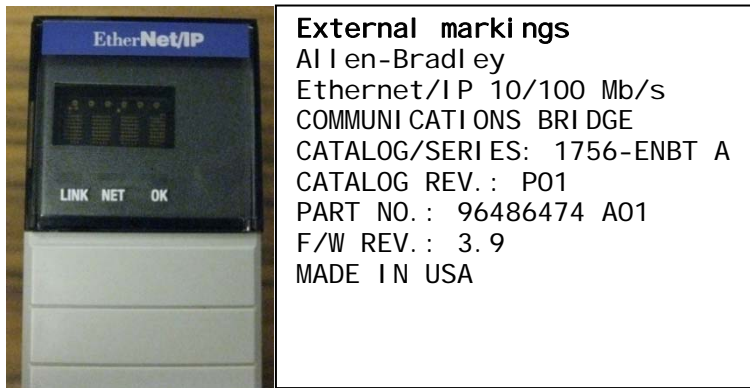 EtherNet/IP
LINK NET OK
External markings
Allen-Bradley
Ethernet/IP 10/100 Mb/s
COMMUNICATIONS BRIDGE
CATALOG/SERIES: 1756-ENBT A
CATALOG REV.: P01
PART NO.: 96486474 A01
F/W REV.: 3.9
MADE IN USA